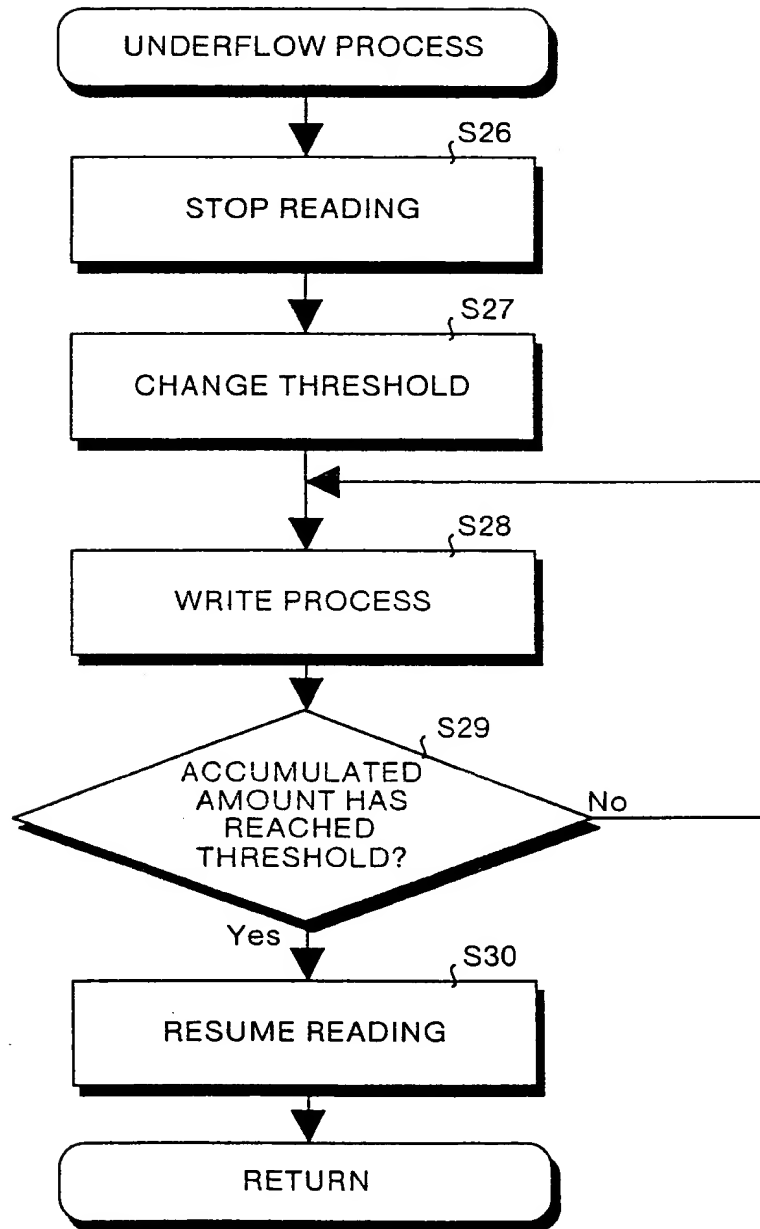 UNDERFLOW PROCESS
S26
STOP READING
S27
CHANGE THRESHOLD
S28
WRITE PROCESS
S29
ACCUMULATED
AMOUNT HAS
REACHED
THRESHOLD?
No
Yes
S30
RESUME READING
RETURN